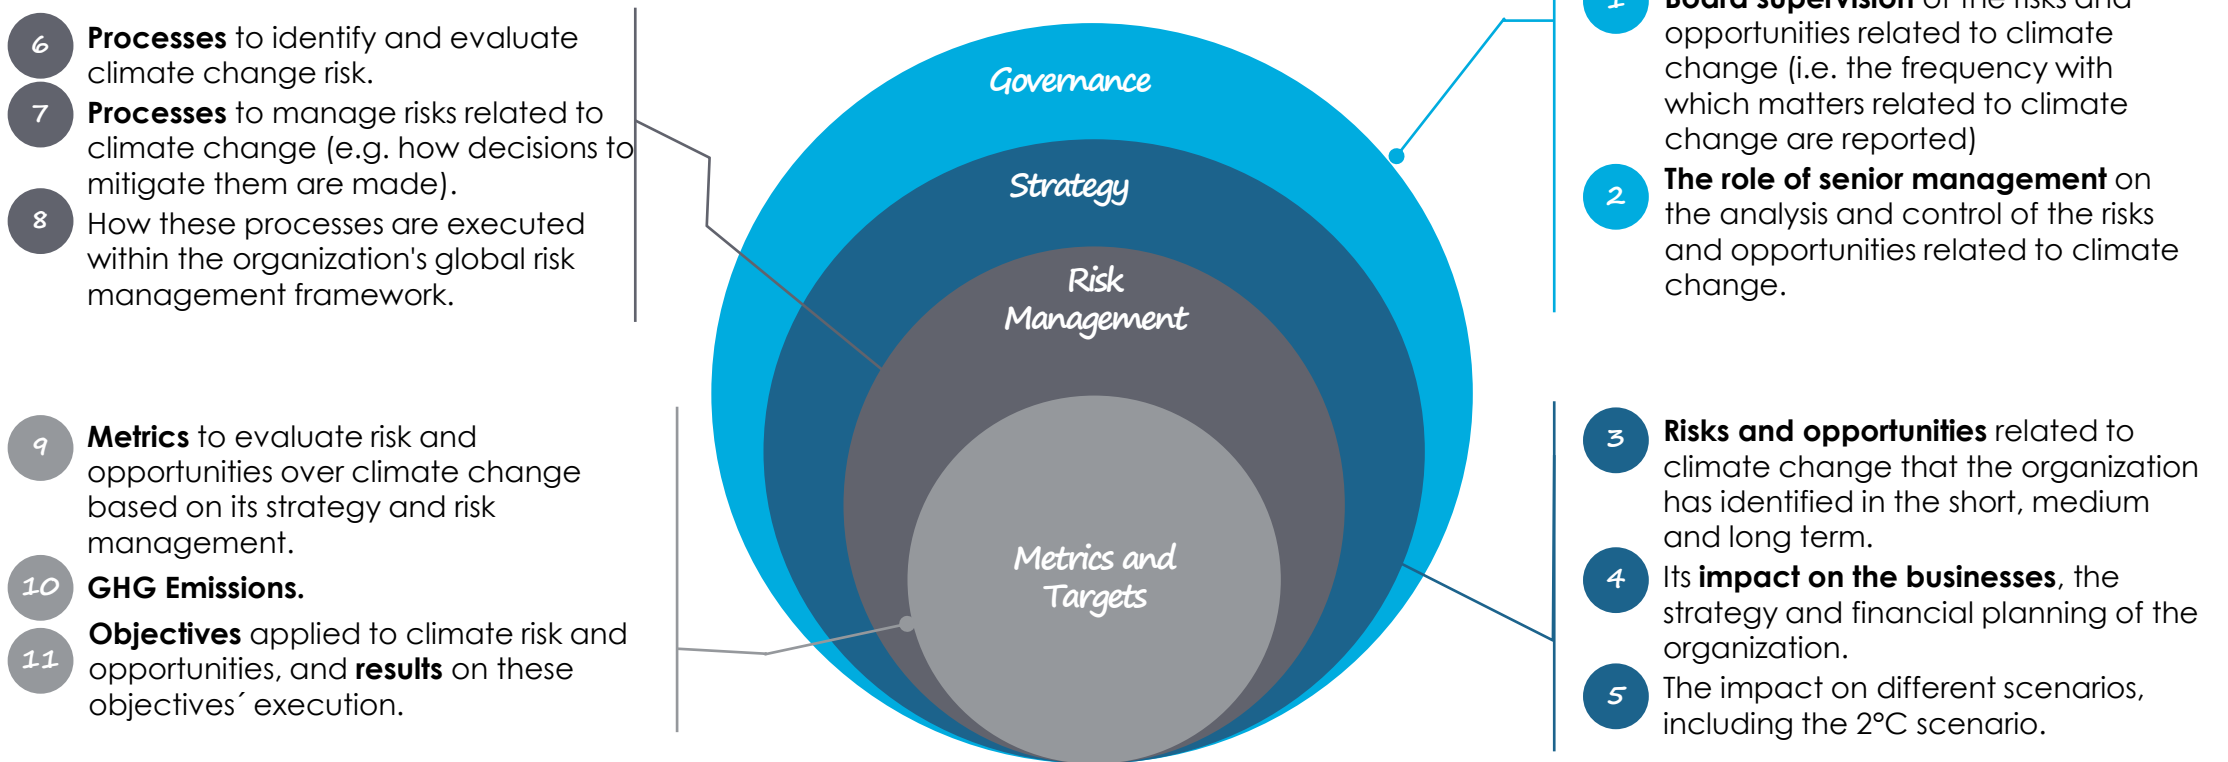 6
Processes to identify and evaluate
climate change risk.
7
Processes to manage risks related to
climate change (e.g. how decisions to
mitigate them are made).
8
How these processes are executed
within the organization's global risk
management framework.
9
Metrics to evaluate risk and
opportunities over climate change
based on its strategy and risk
management.
10
GHG Emissions.
11
Objectives applied to climate risk and
opportunities, and results on these
objectives´ execution.
Governance
Strategy
Risk
Management
Metrics and
Targets
1
Board supervision of the risks and
opportunities related to climate
change (i.e. the frequency with
which matters related to climate
change are reported)
2
The role of senior management on
the analysis and control of the risks
and opportunities related to climate
change.
3
Risks and opportunities related to
climate change that the organization
has identified in the short, medium
and long term.
4
Its impact on the businesses, the
strategy and financial planning of the
organization.
5
The impact on different scenarios,
including the 2°C scenario.